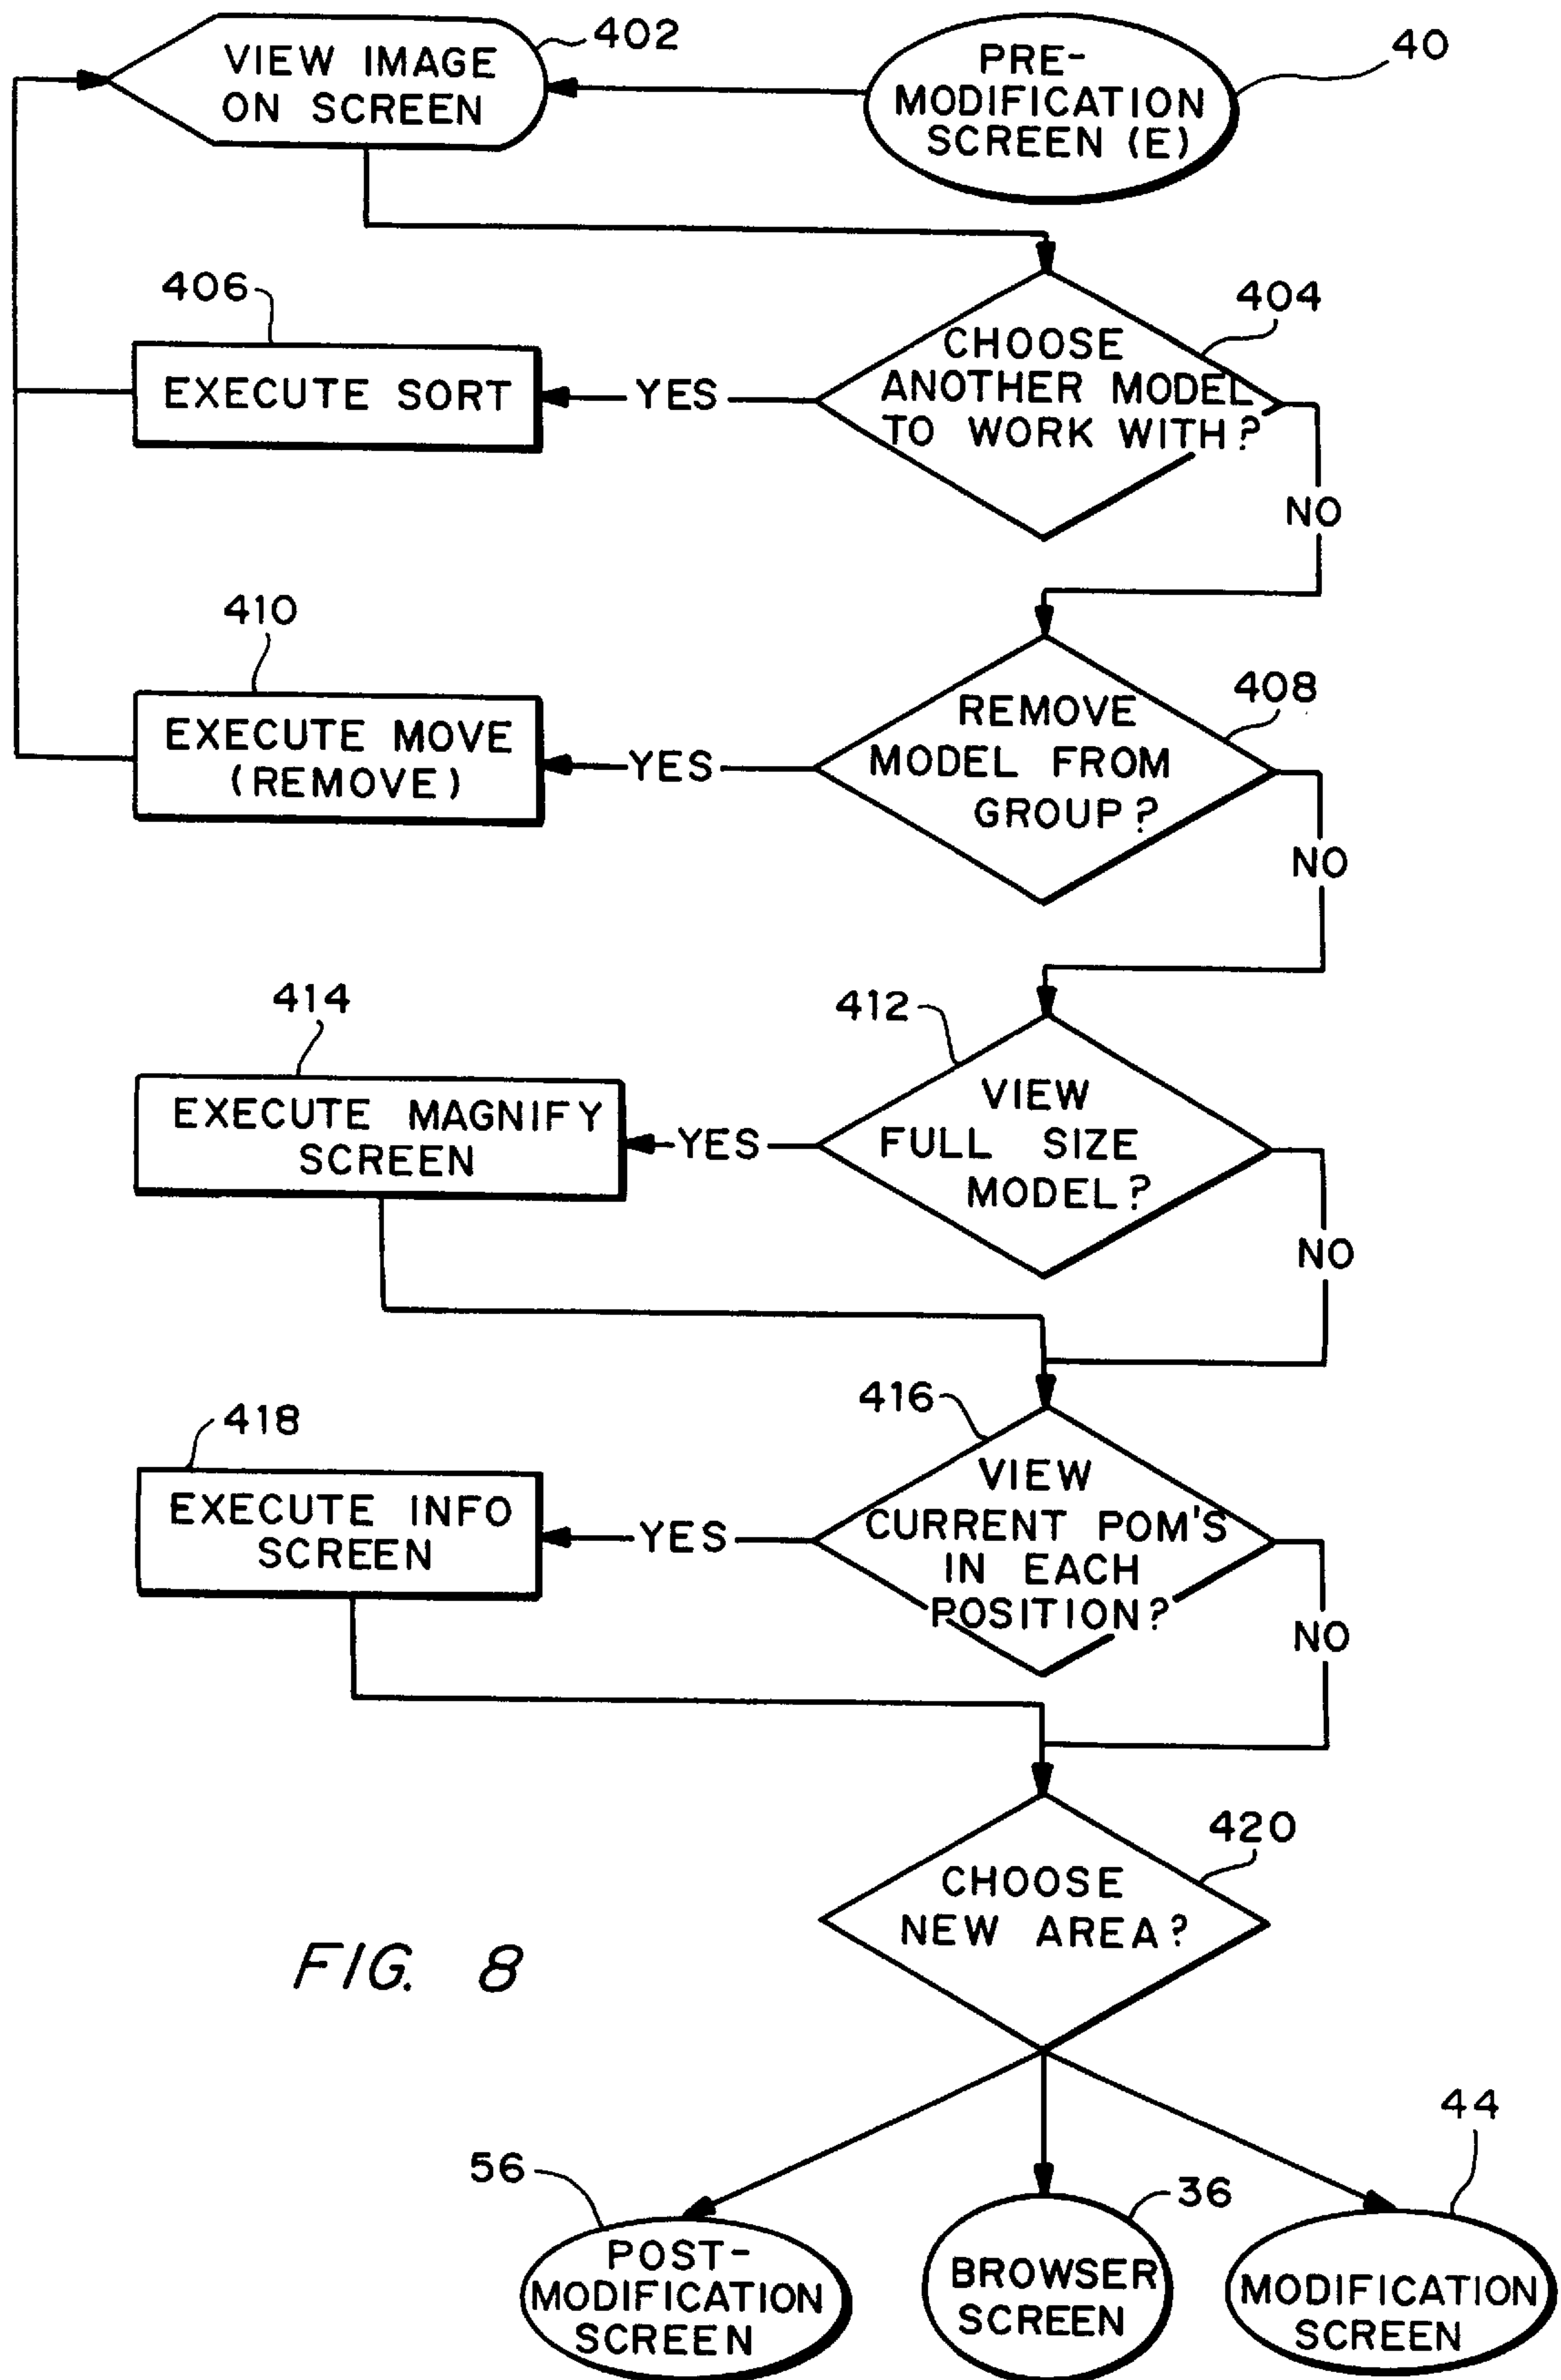 VIEW IMAGE
ON SCREEN
402
PRE-
MODIFICATION
SCREEN (E)
40
406
EXECUTE SORT
YES
CHOOSE
ANOTHER MODEL
TO WORK WITH?
404
NO
410
EXECUTE MOVE
(REMOVE)
YES
REMOVE
MODEL FROM
GROUP?
408
NO
414
EXECUTE MAGNIFY
SCREEN
YES
412
VIEW
FULL SIZE
MODEL?
NO
418
EXECUTE INFO
SCREEN
YES
416
VIEW
CURRENT POM'S
IN EACH
POSITION?
NO
420
CHOOSE
NEW AREA?
FIG. 8
56
POST-
MODIFICATION
SCREEN
36
BROWSER
SCREEN
44
MODIFICATION
SCREEN